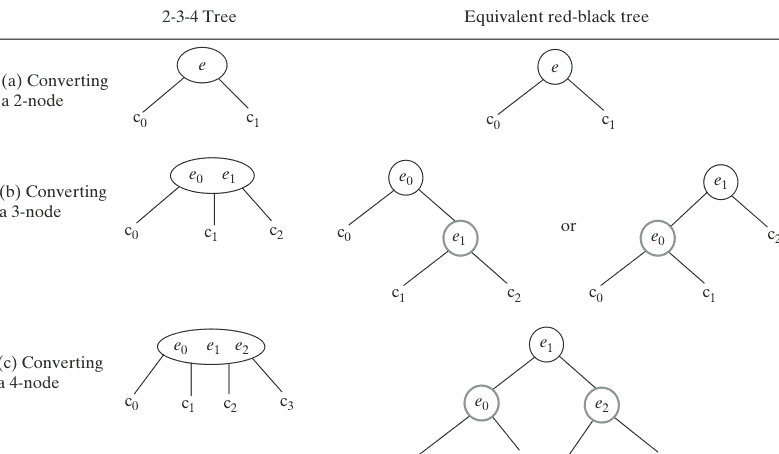 2-3-4 Tree Equivalent red-black tree
(a) Converting
a 2-node
e e
c0 c1 c0 c1
(b) Converting
a 3-node
e0 e1 e0 e1
c0 c1 c2 c0 e1 or e0 c2
c1 c2 c0 c1
(c) Converting
a 4-node
e0 e1 e2 e1
c0 c1 c2 c3 e0 e2